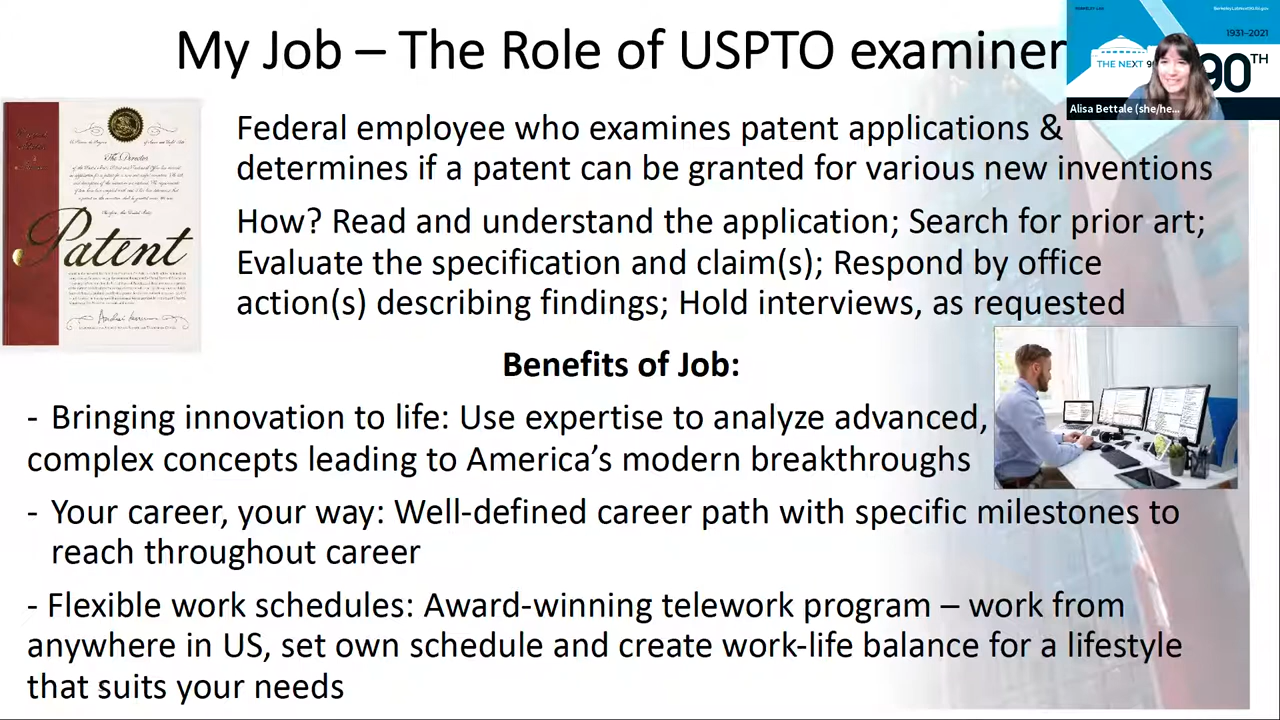 My Job – The Role of USPTO examiner
BerkeleyLabNext90.lbl.gov
1931–2021
THE NEXT 90
90TH
Alisa Bettale (she/he...
Federal employee who examines patent applications &
determines if a patent can be granted for various new inventions
How? Read and understand the application; Search for prior art;
Evaluate the specification and claim(s); Respond by office
action(s) describing findings; Hold interviews, as requested
The Director
Patent
Benefits of Job:
- Bringing innovation to life: Use expertise to analyze advanced,
complex concepts leading to America’s modern breakthroughs
- Your career, your way: Well-defined career path with specific milestones to
reach throughout career
- Flexible work schedules: Award-winning telework program – work from
anywhere in US, set own schedule and create work-life balance for a lifestyle
that suits your needs